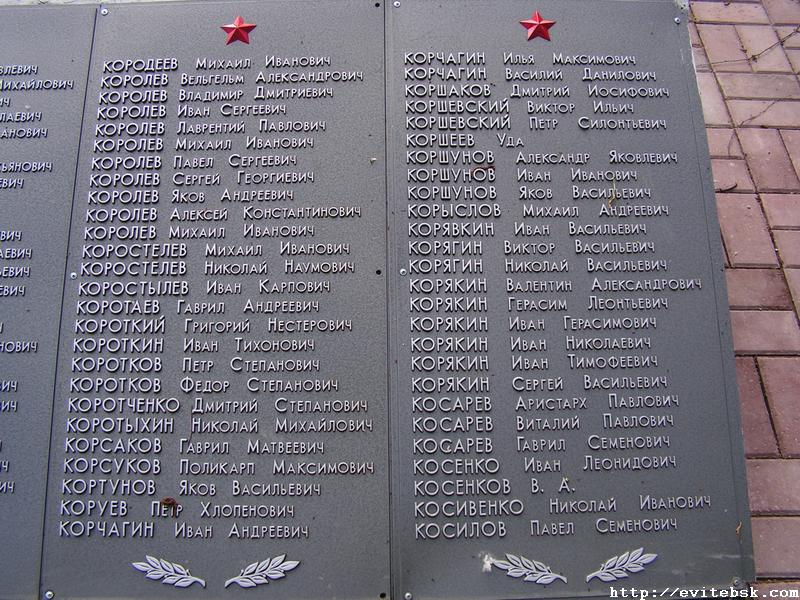 ЛЕВИЧ
МИХАЙЛОВИЧ
ВИЧ
ЛАЕВИЧ
АНОВИЧ
ЬЯНОВИЧ
ЕВИЧ
КОРОДЕЕВ МИХАИЛ ИВАНОВИЧ
КОРОЛЕВ ВЕЛЬГЕЛЬМ АЛЕКСАНДРОВИЧ
КОРОЛЕВ ВЛАДИМИР ДМИТРИЕВИЧ
КОРОЛЕВ ИВАН СЕРГЕЕВИЧ
КОРОЛЕВ ЛАВРЕНТИЙ ПАВЛОВИЧ
КОРОЛЕВ МИХАИЛ ИВАНОВИЧ
КОРОЛЕВ ПАВЕЛ СЕРГЕЕВИЧ
КОРОЛЕВ СЕРГЕЙ ГЕОРГИЕВИЧ
КОРОЛЕВ ЯКОВ АНДРЕЕВИЧ
КОРОЛЕВ АЛЕКСЕЙ КОНСТАНТИНОВИЧ
КОРОЛЕВ МИХАИЛ ИВАНОВИЧ
КОРОСТЕЛЕВ МИХАИЛ ИВАНОВИЧ
КОРОСТЕЛЕВ НИКОЛАЙ НАУМОВИЧ
КОРОСТЫЛЕВ ИВАН КАРПОВИЧ
КОРОТАЕВ ГАВРИЛ АНДРЕЕВИЧ
КОРОТКИЙ ГРИГОРИЙ НЕСТЕРОВИЧ
КОРОТКИН ИВАН ТИХОНОВИЧ
КОРОТКОВ ПЕТР СТЕПАНОВИЧ
КОРОТКОВ ФЕДОР СТЕПАНОВИЧ
КОРОТЧЕНКО ДМИТРИЙ СТЕПАНОВИЧ
КОРОТЫХИН НИКОЛАЙ МИХАЙЛОВИЧ
КОРСАКОВ ГАВРИЛ МАТВЕЕВИЧ
КОРСУКОВ ПОЛИКАРП МАКСИМОВИЧ
КОРТУНОВ ЯКОВ ВАСИЛЬЕВИЧ
КОРУЕВ ПЕТР ХЛОПЕНОВИЧ
КОРЧАГИН ИВАН АНДРЕЕВИЧ
КОРЧАГИН ИЛЬЯ МАКСИМОВИЧ
КОРЧАГИН ВАСИЛИЙ ДАНИЛОВИЧ
КОРШАКОВ ДМИТРИЙ ИОСИФОВИЧ
КОРШЕВСКИЙ ВИКТОР ИЛЬИЧ
КОРШЕВСКИЙ ПЕТР СИЛОНТЬЕВИЧ
КОРШЕЕВ УДА
КОРШУНОВ АЛЕКСАНДР ЯКОВЛЕВИЧ
КОРШУНОВ ИВАН ИВАНОВИЧ
КОРШУНОВ ЯКОВ ВАСИЛЬЕВИЧ
КОРЫСЛОВ МИХАИЛ АНДРЕЕВИЧ
КОРЯВКИН ИВАН ВАСИЛЬЕВИЧ
КОРЯГИН ВИКТОР ВАСИЛЬЕВИЧ
КОРЯГИН НИКОЛАЙ ВАСИЛЬЕВИЧ
КОРЯКИН ВАЛЕНТИН АЛЕКСАНДРОВИЧ
КОРЯКИН ГЕРАСИМ ЛЕОНТЬЕВИЧ
КОРЯКИН ИВАН ГЕРАСИМОВИЧ
КОРЯКИН ИВАН НИКОЛАЕВИЧ
КОРЯКИН ИВАН ТИМОФЕЕВИЧ
КОРЯКИН СЕРГЕЙ ВАСИЛЬЕВИЧ
КОСАРЕВ АРИСТАРХ ПАВЛОВИЧ
КОСАРЕВ ВИТАЛИЙ ПАВЛОВИЧ
КОСАРЕВ ГАВРИЛ СЕМЕНОВИЧ
КОСЕНКО ИВАН ЛЕОНИДОВИЧ
КОСЕНКОВ В. Д.
КОСИВЕНКО НИКОЛАЙ ИВАНОВИЧ
КОСИЛОВ ПАВЕЛ СЕМЕНОВИЧ
http://evitebsk.com/